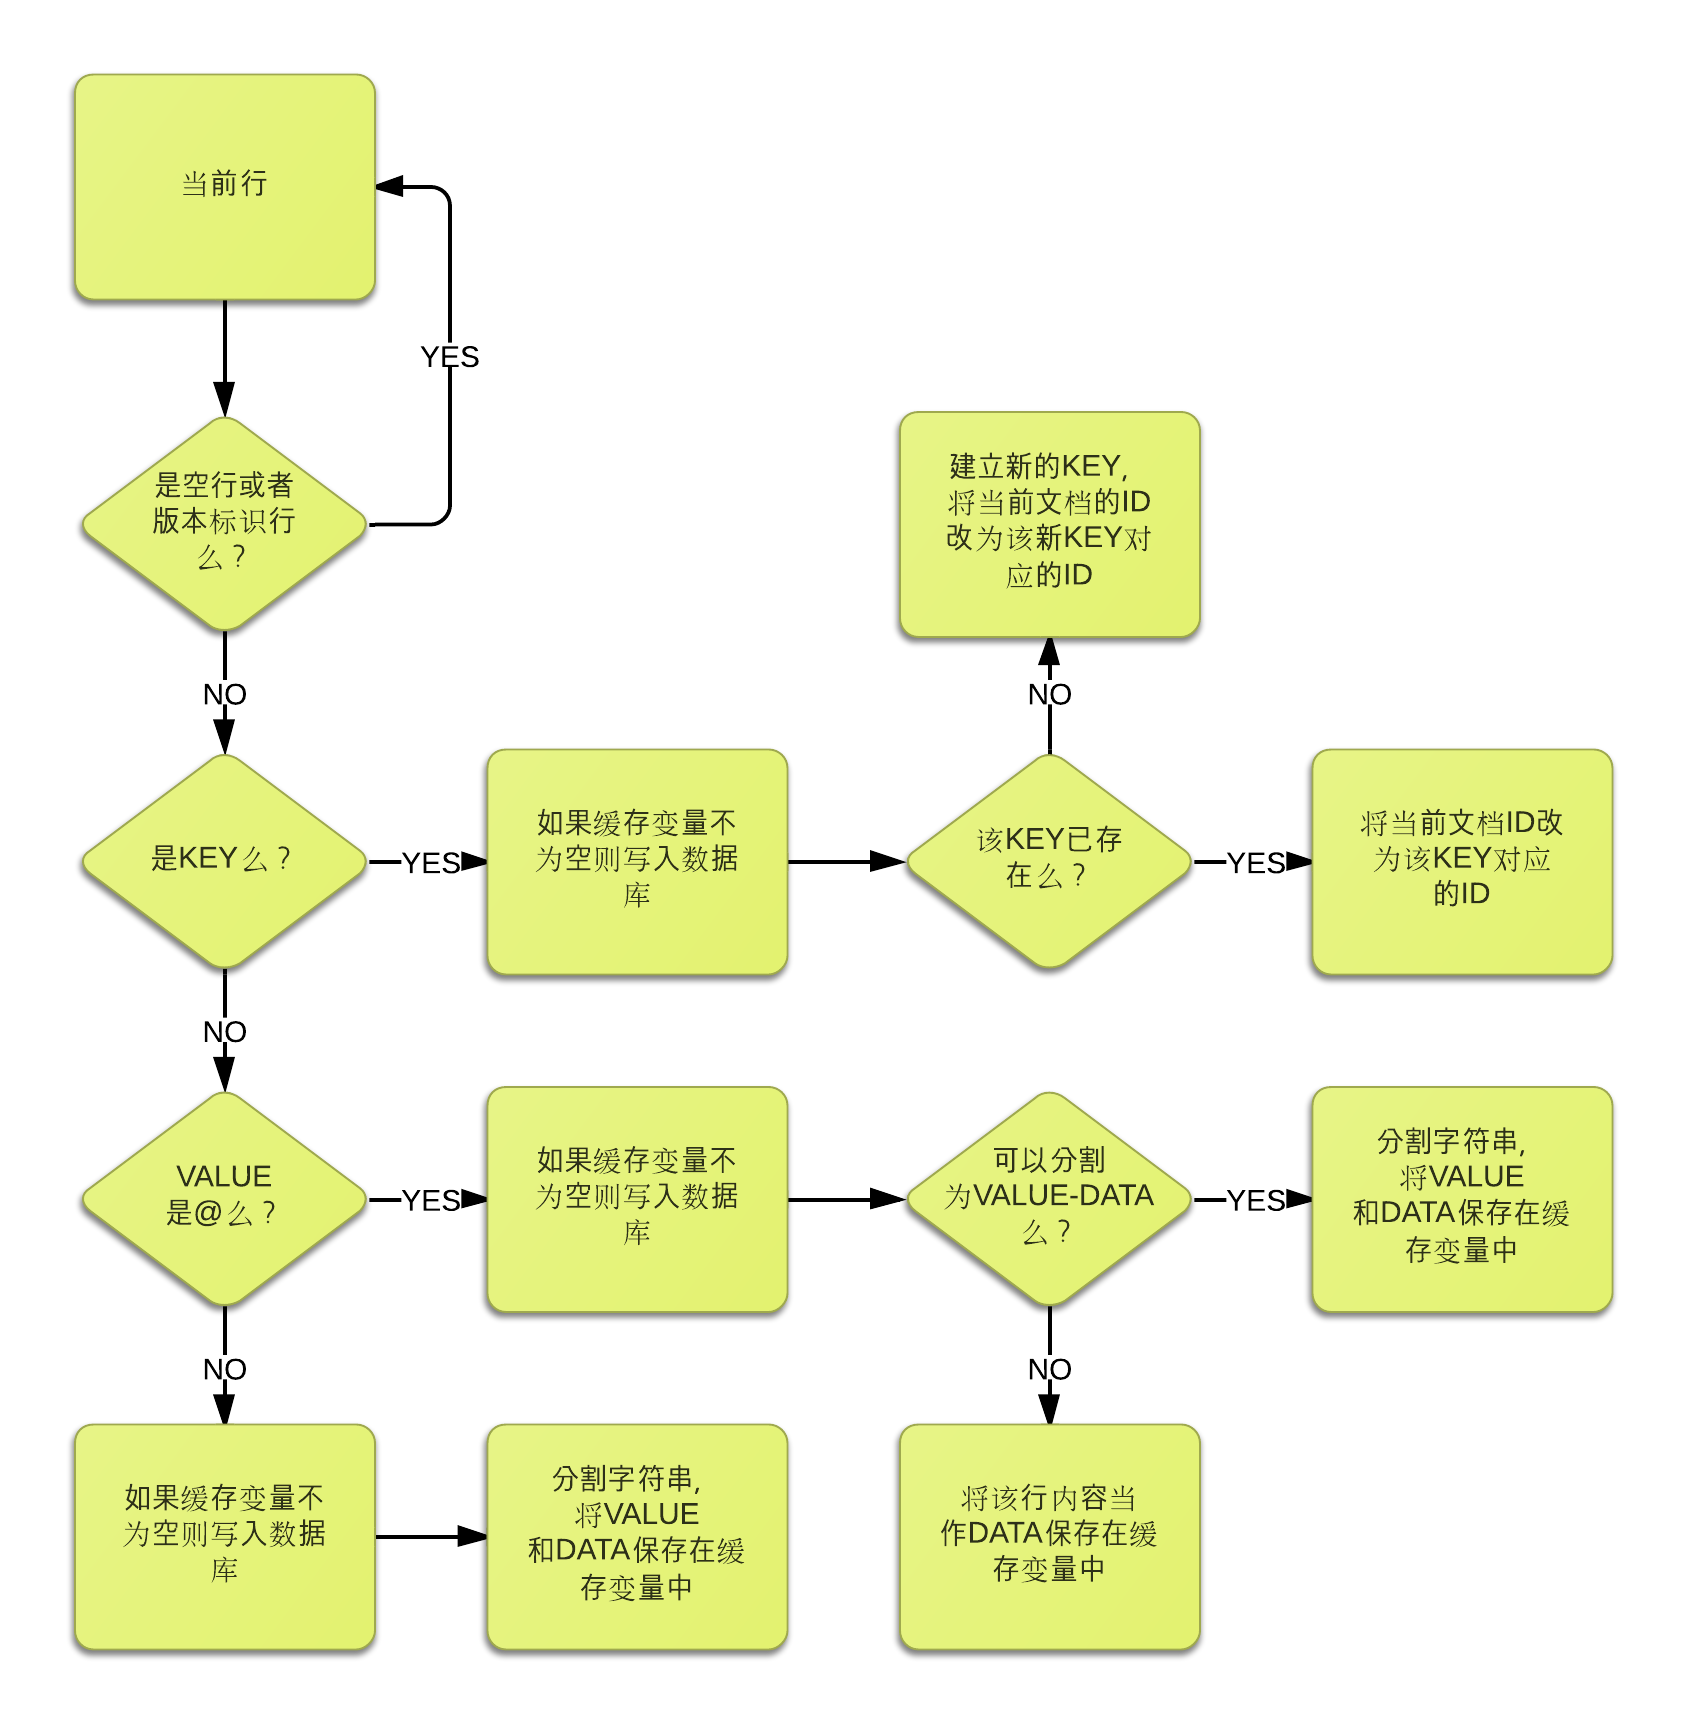 当前行
YES
是空行或者
版本标识行
么？
NO
建立新的KEY,
将当前文档的ID
改为该新KEY对
应的ID
NO
是KEY么？
YES
如果缓存变量不
为空则写入数据
库
该KEY已存
在么？
YES
将当前文档ID改
为该KEY对应
的ID
NO
VALUE
是@么？
YES
如果缓存变量不
为空则写入数据
库
可以分割
为VALUE-DATA
么？
YES
分割字符串,
将VALUE
和DATA保存在缓
存变量中
NO
NO
如果缓存变量不
为空则写入数据
库
分割字符串,
将VALUE
和DATA保存在缓
存变量中
将该行内容当
作DATA保存在缓
存变量中